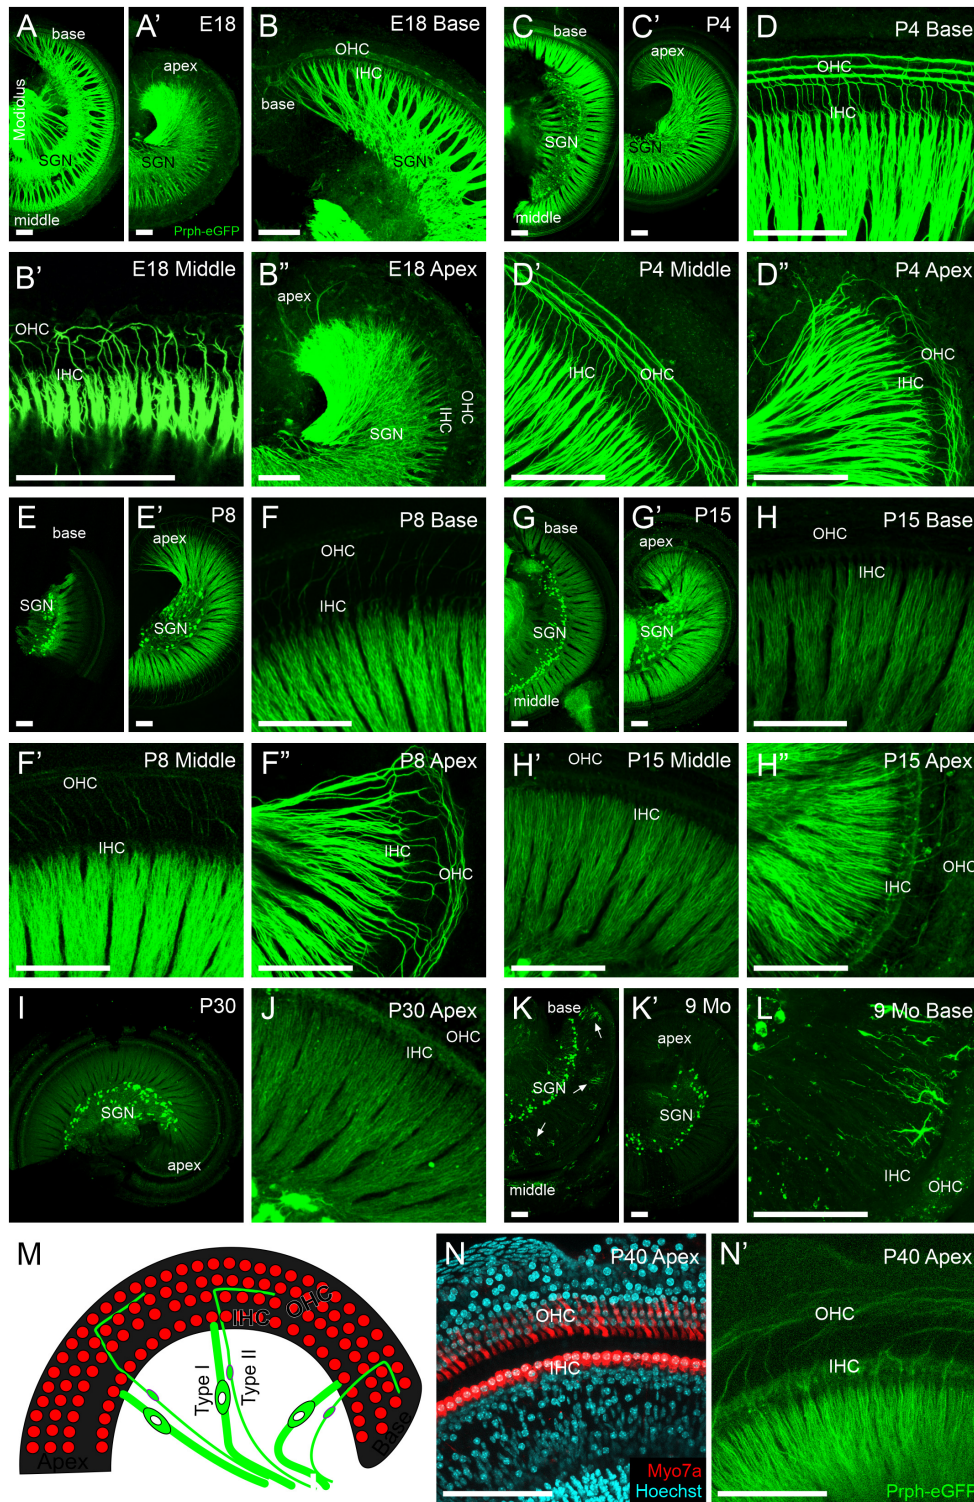 A
base
Modiolus
SGN
middle
A’
E18
apex
SGN
Prph-eGFP
B
E18 Base
OHC
IHC
base
SGN
C
base
SGN
middle
C’
P4
apex
SGN
D
P4 Base
OHC
IHC
B’
E18 Middle
OHC
IHC
B”
E18 Apex
apex
OHC
IHC
SGN
D’
P4 Middle
IHC
OHC
D”
P4 Apex
OHC
IHC
E
base
SGN
E’
P8
apex
SGN
F
P8 Base
OHC
IHC
G
base
SGN
middle
G’
P15
apex
SGN
H
P15 Base
OHC
IHC
F’
P8 Middle
OHC
IHC
F”
P8 Apex
IHC
OHC
H’
P15 Middle
OHC
IHC
H”
P15 Apex
IHC
OHC
I
P30
SGN
apex
J
P30 Apex
OHC
IHC
K
base
SGN
middle
K’
9 Mo
apex
SGN
L
9 Mo Base
IHC
OHC
M
IHC
OHC
Type I
Type II
Apex
Base
N
P40 Apex
OHC
IHC
Myo7a
Hoechst
N’
P40 Apex
OHC
IHC
Prph-eGFP